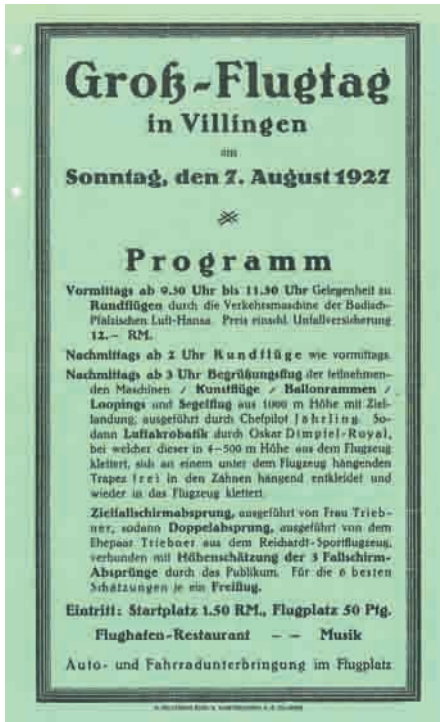 Groß-Flugtag
in Villingen
am
Sonntag, den 7. August 1927
Programm
Vormittags ab 9.30 Uhr bis 11.30 Uhr Gelegenheit zu
Rundflügen durch die Verkehrsmaschine der Badisch-
Pfälzischen Luft-Hansa. Preis einschl. Unfallversicherung
12.– RM.
Nachmittags ab 2 Uhr Rundflüge wie vormittags.
Nachmittags ab 3 Uhr Begrüßungsflug der teilnehmen-
den Maschinen / Kunstflüge / Ballonrammen /
Loopings und Segelflug aus 1000 m Höhe mit Ziel-
landung, ausgeführt durch Chefpilot Jährling. So-
dann Luftakrobatik durch Oskar Dimpfel-Royal,
bei welcher dieser in 4–500 m Höhe aus dem Flugzeug
klettert, sich an einem unter dem Flugzeug hängenden
Trapez frei in den Zähnen hängend entkleidet und
wieder in das Flugzeug klettert.
Zielfallschirmabsprung, ausgeführt von Frau Trieb-
ner, sodann Doppelabsprung, ausgeführt von dem
Ehepaar Triebner aus dem Reichardt-Sportflugzeug,
verbunden mit Höhenschätzung der 3 Fallschirm-
Absprünge durch das Publikum. Für die 6 besten
Schätzungen je ein Freiflug.
Eintritt: Startplatz 1.50 RM., Flugplatz 50 Pfg.
Flughafen-Restaurant – – Musik
Auto- und Fahrradunterbringung im Flugplatz